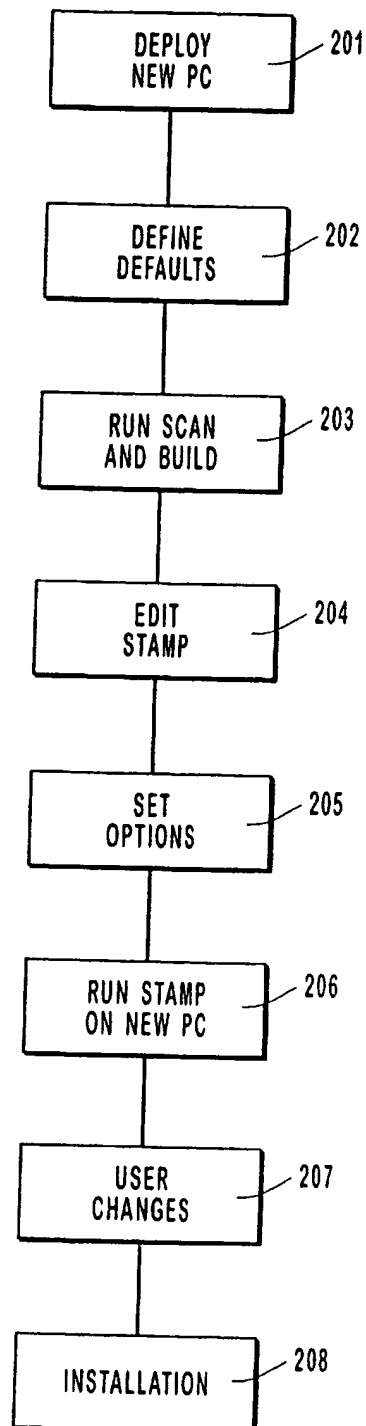 DEPLOY
NEW PC
201
DEFINE
DEFAULTS
202
RUN SCAN
AND BUILD
203
EDIT
STAMP
204
SET
OPTIONS
205
RUN STAMP
ON NEW PC
206
USER
CHANGES
207
INSTALLATION
208